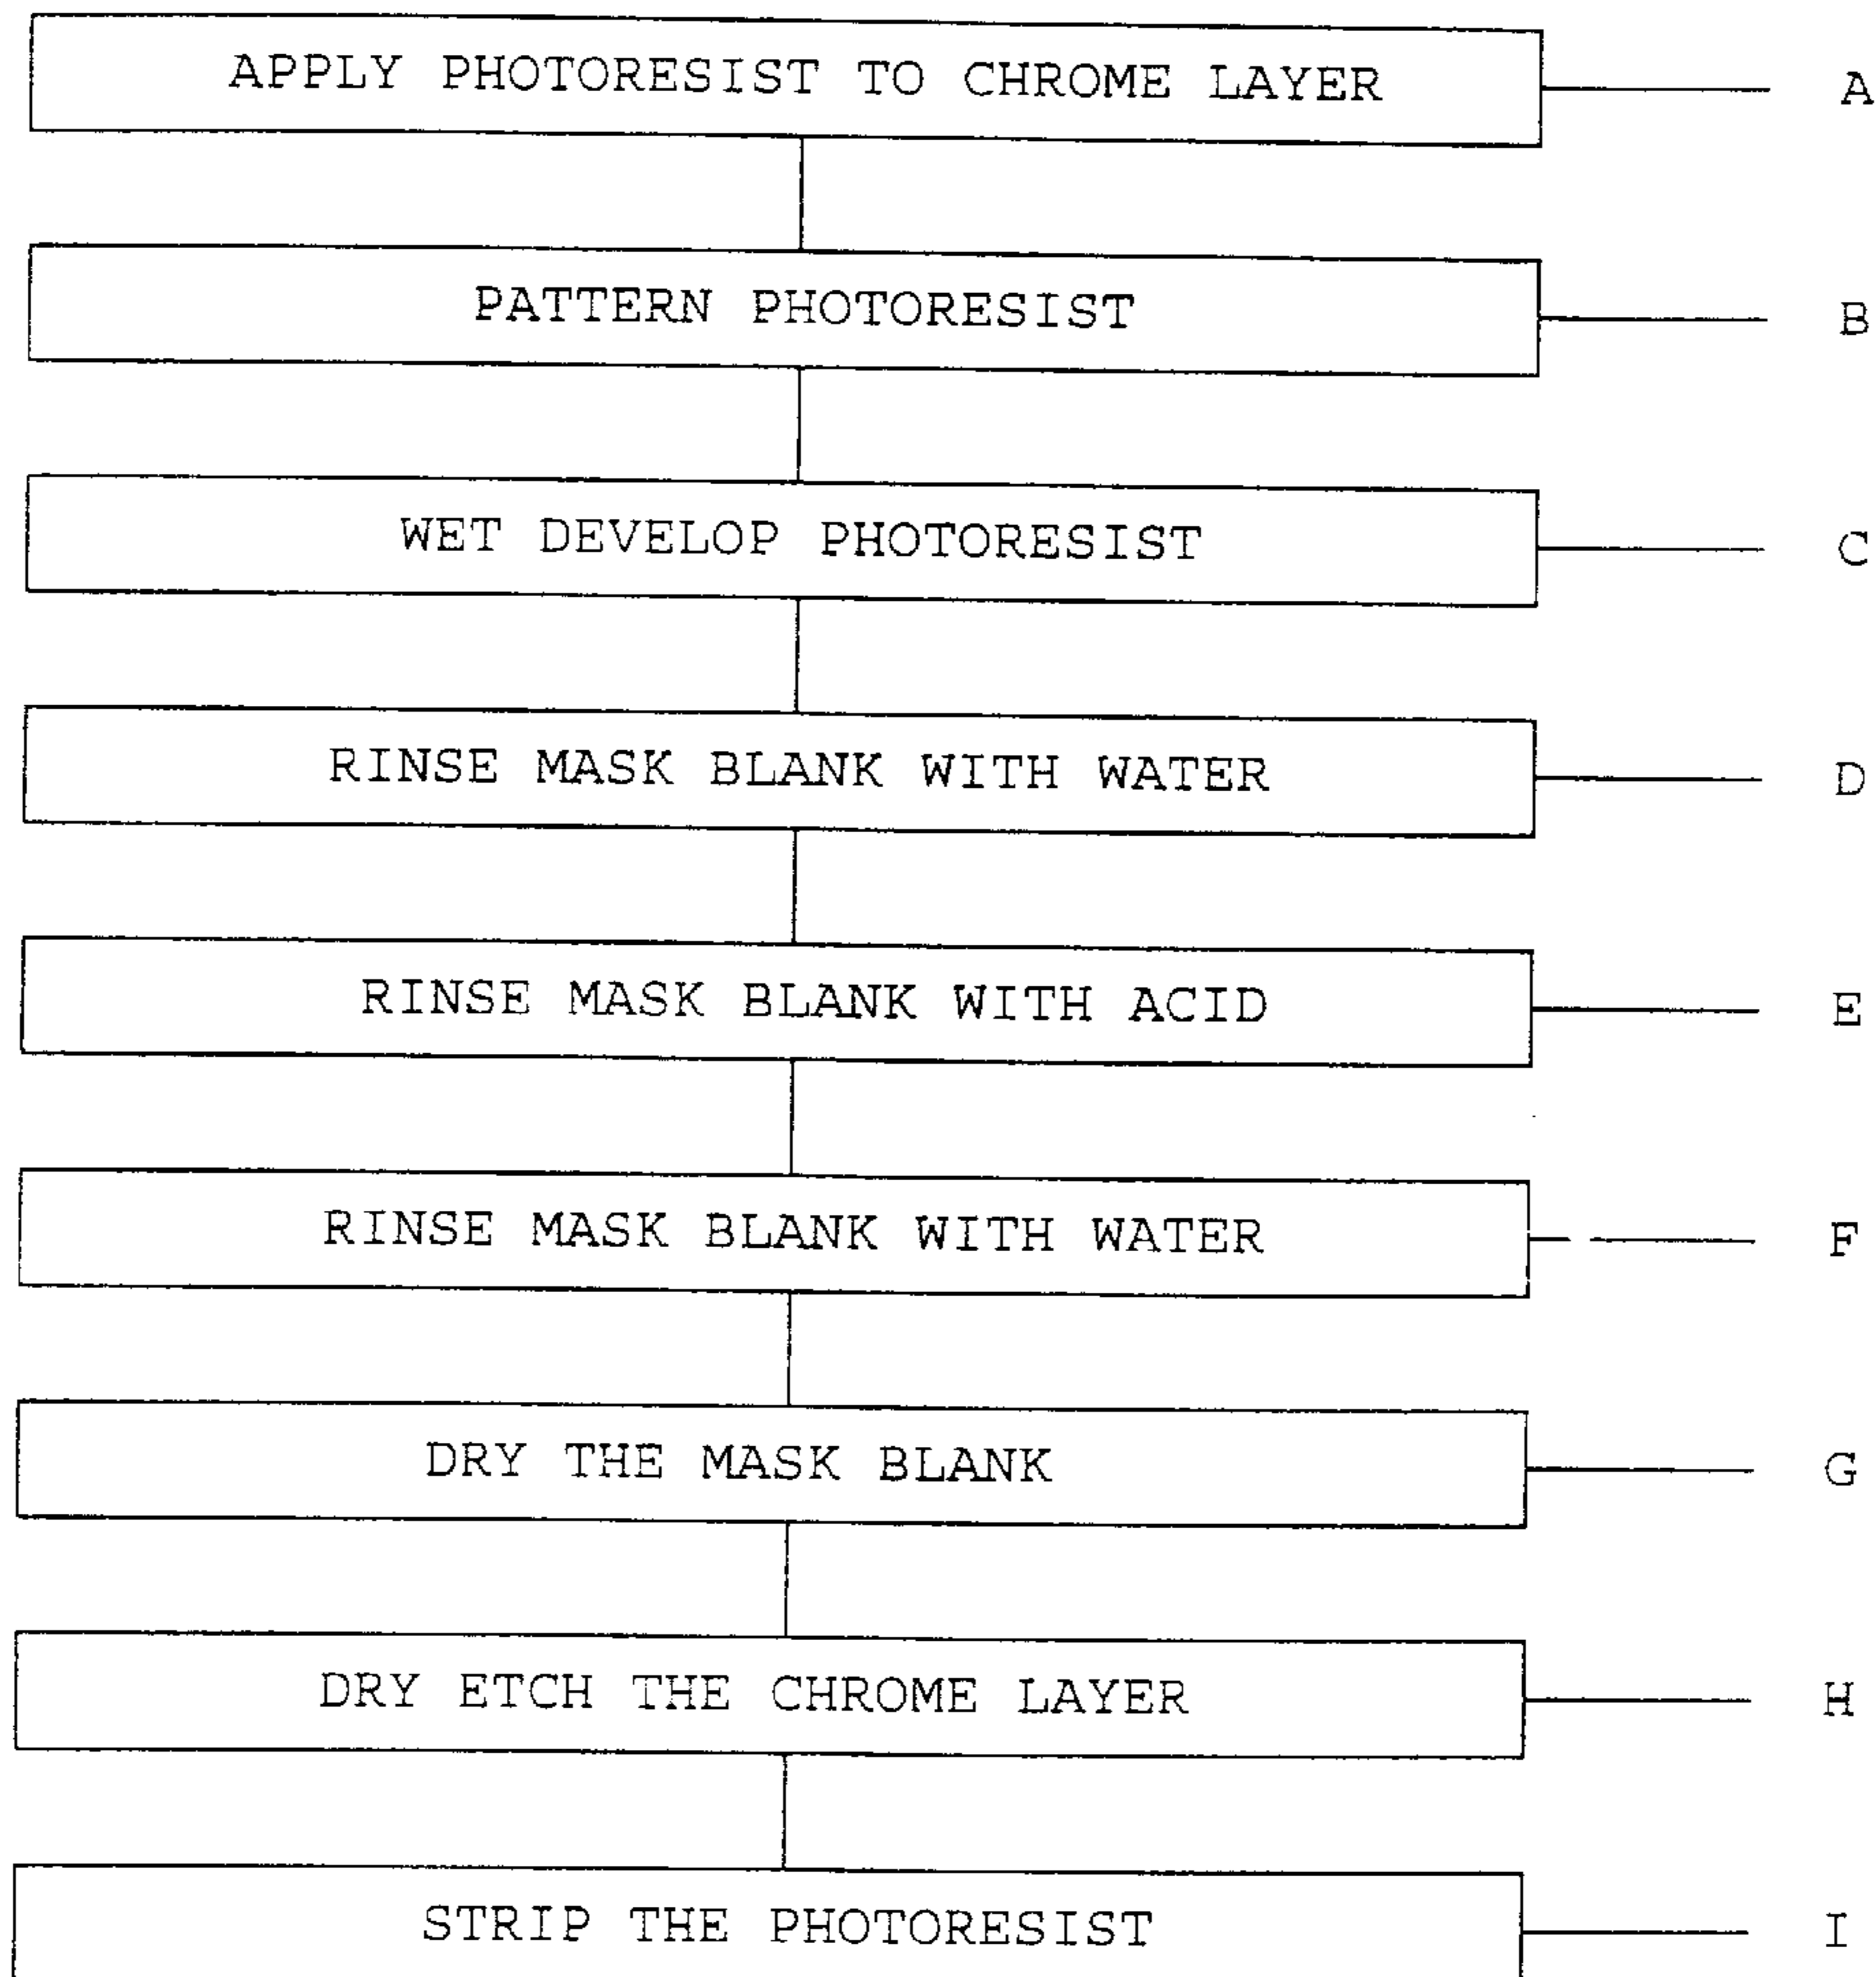 APPLY PHOTORESIST TO CHROME LAYER A
PATTERN PHOTORESIST B
WET DEVELOP PHOTORESIST C
RINSE MASK BLANK WITH WATER D
RINSE MASK BLANK WITH ACID E
RINSE MASK BLANK WITH WATER F
DRY THE MASK BLANK G
DRY ETCH THE CHROME LAYER H
STRIP THE PHOTORESIST I